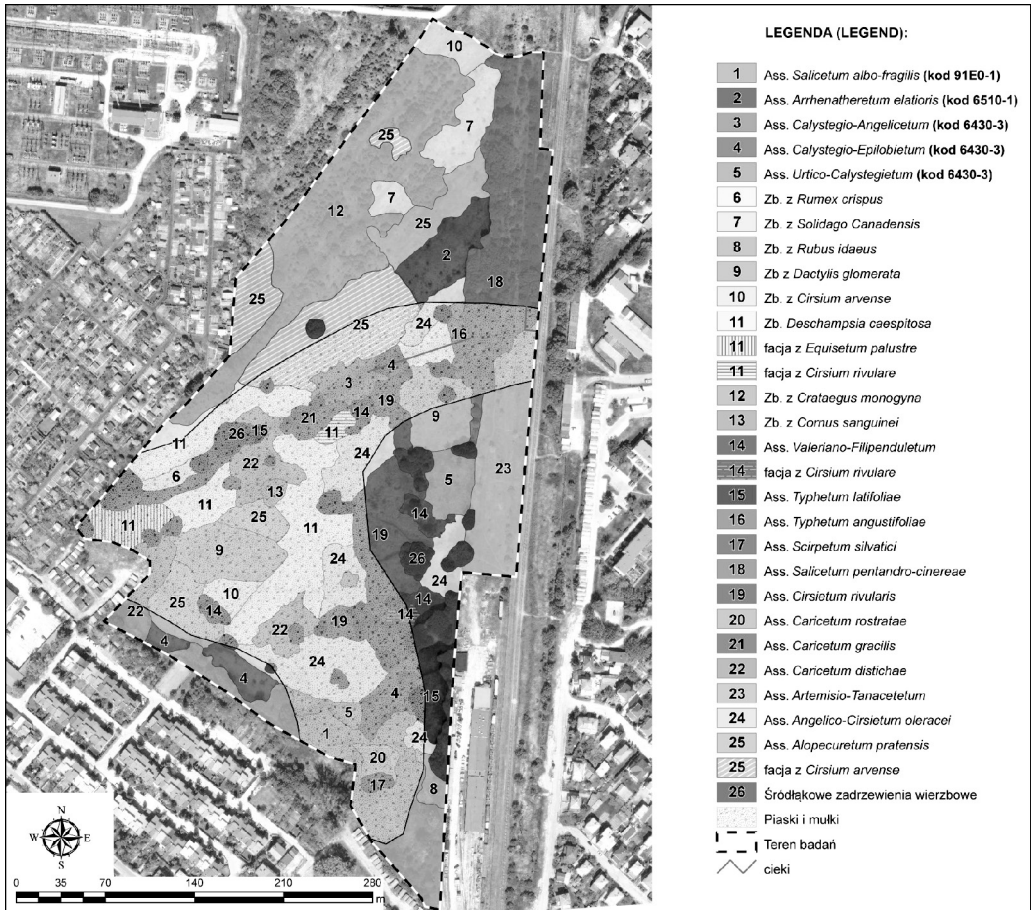 LEGENDA (LEGEND):
1 Ass. Salicetum albo-fragilis (kod 91E0-1)
2 Ass. Arrhenatheretum elatioris (kod 6510-1)
3 Ass. Calystegio-Angelicetum (kod 6430-3)
4 Ass. Calystegio-Epilobietum (kod 6430-3)
5 Ass. Urtico-Calystegietum (kod 6430-3)
6 Zb. z Rumex crispus
7 Zb. z Solidago Canadensis
8 Zb. z Rubus idaeus
9 Zb z Dactylis glomerata
10 Zb. z Cirsium arvense
11 Zb. Deschampsia caespitosa
11 facja z Equisetum palustre
11 facja z Cirsium rivulare
12 Zb. z Crataegus monogyna
13 Zb. z Cornus sanguinei
14 Ass. Valeriano-Filipenduletum
14 facja z Cirsium rivulare
15 Ass. Typhetum latifoliae
16 Ass. Typhetum angustifoliae
17 Ass. Scirpetum silvatici
18 Ass. Salicetum pentandro-cinereae
19 Ass. Cirsietum rivularis
20 Ass. Caricetum rostratae
21 Ass. Caricetum gracilis
22 Ass. Caricetum distichae
23 Ass. Artemisio-Tanacetetum
24 Ass. Angelico-Cirsietum oleracei
25 Ass. Alopecuretum pratensis
25 facja z Cirsium arvense
26 Śródłąkowe zadrzewienia wierzbowe
Piaski i mułki
Teren badań
cieki
10
7
25
12
7
25
2
18
25
25
24
16
4
3
19
14
21
11
9
26
15
11
24
22
6
13
5
23
11
25
11
14
11
19
9
24
26
24
10
14
25
14
22
14
22
19
4
24
4
4
15
5
1
24
20
17
8
N
W E
S
0 35 70 140 210 280
m